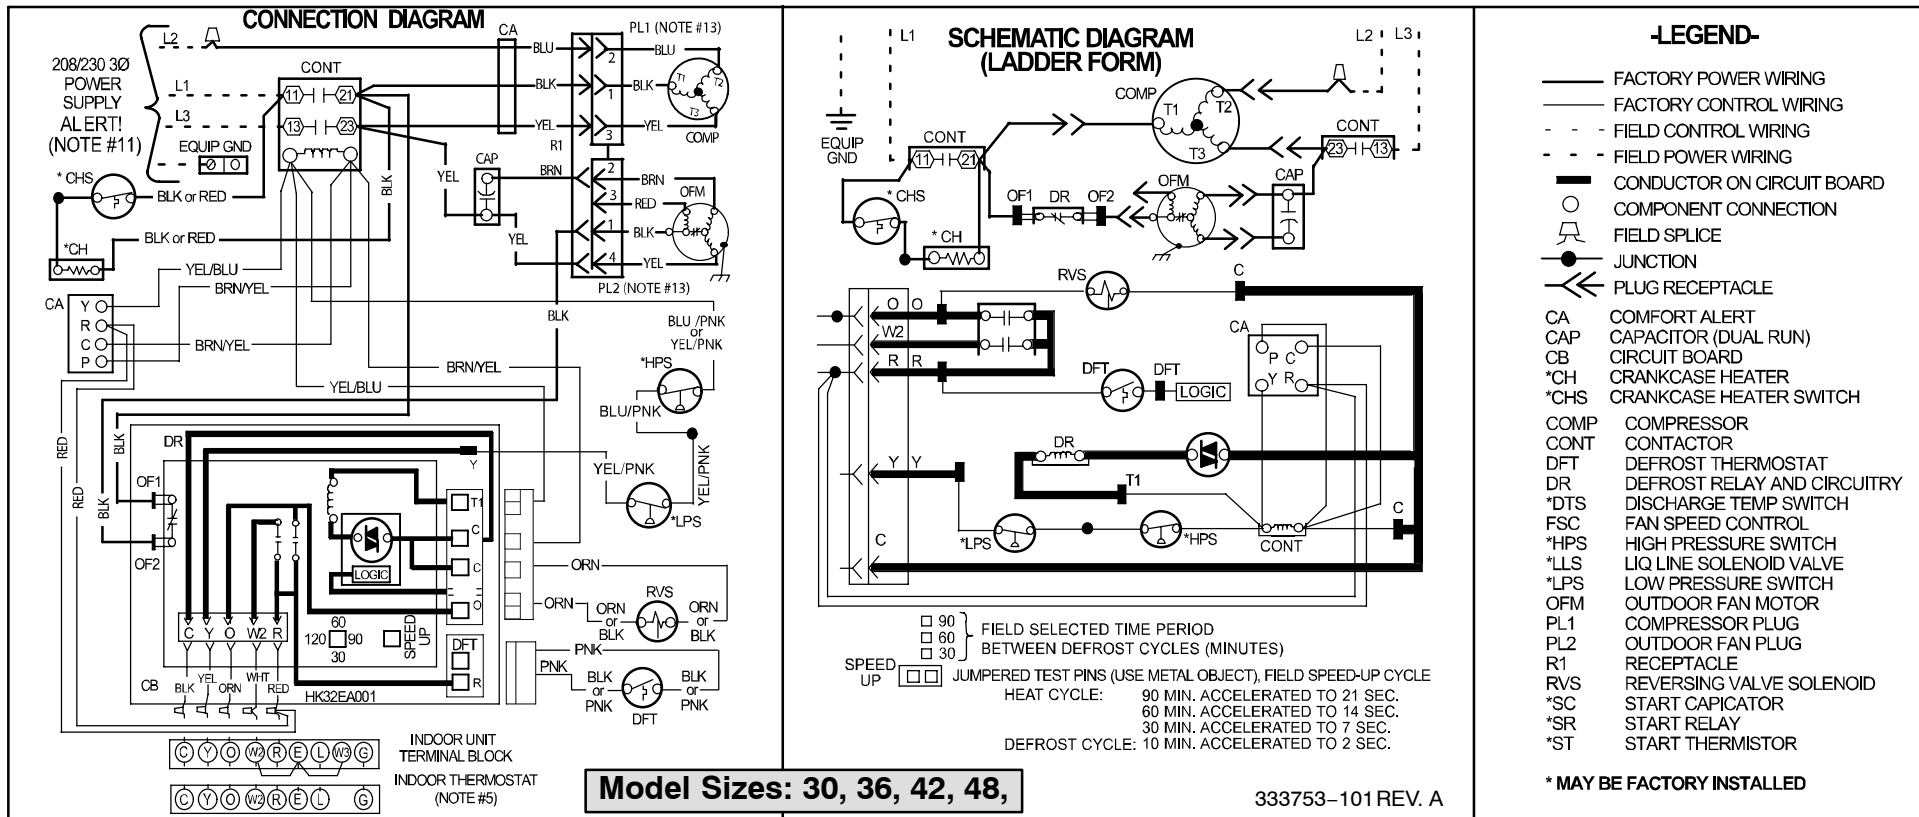 CONNECTION DIAGRAM
208/230 3Ø
POWER
SUPPLY
ALERT!
(NOTE #11)
L2
L1
L3
EQUIP GND
CONT
11
21
13
23
CA
BLU
BLK
YEL
PL1 (NOTE #13)
2
1
3
R1
BLU
BLK
YEL
T1
T2
T3
COMP
* CHS
BLK or RED
*CH
BLK or RED
BLK
YEL
CAP
BRN
YEL
2
3
1
4
BRN
RED
BLK
YEL
OFM
PL2 (NOTE #13)
YEL/BLU
BRN/YEL
CA
Y
R
C
P
BRN/YEL
BRN/YEL
YEL/BLU
BLK
BLU /PNK
or
YEL/PNK
*HPS
BLU/PNK
YEL/PNK
YEL/PNK
*LPS
RED
RED
BLK
BLK
DR
Y
OF1
OF2
T1
C
C
O
LOGIC
C
Y
O
W2
R
60
120
90
30
SPEED
UP
DFT
R
CB
BLK
YEL
ORN
WHT
RED
HK32EA001
ORN
ORN
ORN
or
BLK
RVS
ORN
or
BLK
PNK
PNK
BLK
or
PNK
DFT
BLK
or
PNK
C Y O W2 R E L W3 G
INDOOR UNIT
TERMINAL BLOCK
C Y O W2 R E L G
INDOOR THERMOSTAT
(NOTE #5)
SCHEMATIC DIAGRAM
(LADDER FORM)
L1
L2
L3
EQUIP
GND
CONT
11
21
COMP
T1
T2
T3
CONT
23
13
* CHS
* CH
OF1
DR
OF2
OFM
CAP
RVS
C
O
O
W2
R
R
CA
P
C
Y
R
DFT
DFT
LOGIC
DR
T1
Y
Y
*LPS
*HPS
CONT
C
C
90
60
30
FIELD SELECTED TIME PERIOD
BETWEEN DEFROST CYCLES (MINUTES)
SPEED
UP
JUMPERED TEST PINS (USE METAL OBJECT), FIELD SPEED-UP CYCLE
HEAT CYCLE: 90 MIN. ACCELERATED TO 21 SEC.
60 MIN. ACCELERATED TO 14 SEC.
30 MIN. ACCELERATED TO 7 SEC.
DEFROST CYCLE: 10 MIN. ACCELERATED TO 2 SEC.
Model Sizes: 30, 36, 42, 48,
333753–101 REV. A
-LEGEND-
FACTORY POWER WIRING
FACTORY CONTROL WIRING
FIELD CONTROL WIRING
FIELD POWER WIRING
CONDUCTOR ON CIRCUIT BOARD
COMPONENT CONNECTION
FIELD SPLICE
JUNCTION
PLUG RECEPTACLE
CA COMFORT ALERT
CAP CAPACITOR (DUAL RUN)
CB CIRCUIT BOARD
*CH CRANKCASE HEATER
*CHS CRANKCASE HEATER SWITCH
COMP COMPRESSOR
CONT CONTACTOR
DFT DEFROST THERMOSTAT
DR DEFROST RELAY AND CIRCUITRY
*DTS DISCHARGE TEMP SWITCH
FSC FAN SPEED CONTROL
*HPS HIGH PRESSURE SWITCH
*LLS LIQ LINE SOLENOID VALVE
*LPS LOW PRESSURE SWITCH
OFM OUTDOOR FAN MOTOR
PL1 COMPRESSOR PLUG
PL2 OUTDOOR FAN PLUG
R1 RECEPTACLE
RVS REVERSING VALVE SOLENOID
*SC START CAPICATOR
*SR START RELAY
*ST START THERMISTOR
* MAY BE FACTORY INSTALLED